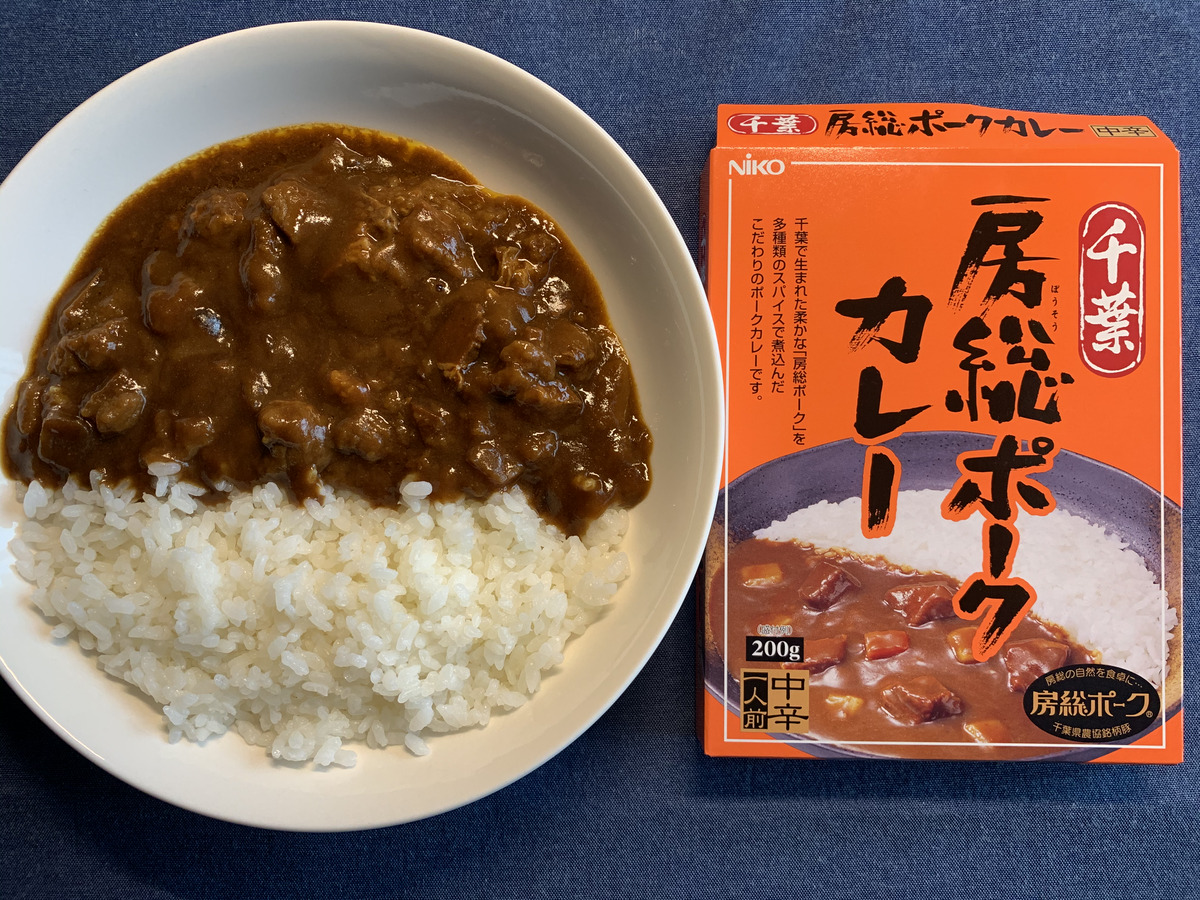 千葉 房総ポークカレー 中辛
NiKO
千葉
房総ポーク
ぼうそう
カレー
千葉で生まれた柔かな「房総ポーク」を
多種類のスパイスで煮込んだ
こだわりのポークカレーです。
(盛付例)
200g
中辛
一人前
房総の自然を食卓に…
房総ポーク®
千葉県農協銘柄豚